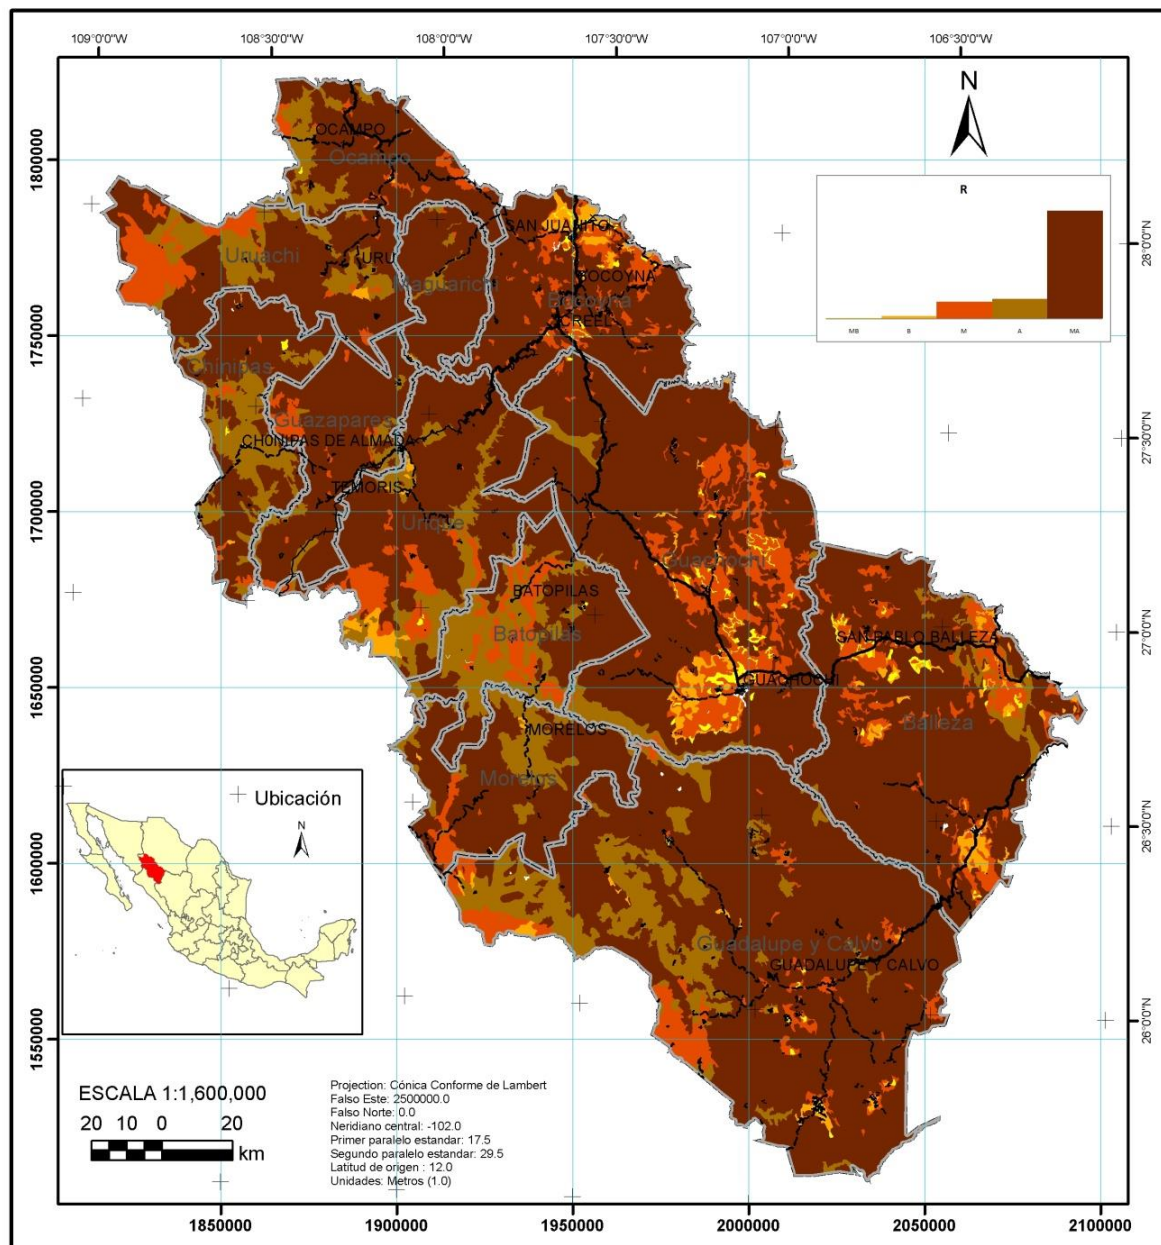 109°0'0"W 108°30'0"W 108°0'0"W 107°30'0"W 107°0'0"W 106°30'0"W
N
1800000
1750000
1700000
1650000
1600000
1550000
28°0'0"N
27°30'0"N
27°0'0"N
26°30'0"N
26°0'0"N
R
MB B M A MA
OCAMPO
Ocampo
SAN JUANITO
Uruachi
URU
Maguarichi
BOCOYNA
Bocoyna
CREEL
Chinipas
Guazapares
CH0NIPAS DE ALMADA
TEMORIS
Urique
Guachochi
BATOPILAS
Batopilas
SAN PABLO BALLEZA
GUACHOCHI
Balleza
MORELOS
Morelos
Guadalupe y Calvo
GUADALUPE Y CALVO
Ubicación
N
ESCALA 1:1,600,000
20 10 0 20
km
Projection: Cónica Conforme de Lambert
Falso Este: 2500000.0
Falso Norte: 0.0
Neridiano central: -102.0
Primer paralelo estandar: 17.5
Segundo paralelo estandar: 29.5
Latitud de origen : 12.0
Unidades: Metros (1.0)
1850000 1900000 1950000 2000000 2050000 2100000